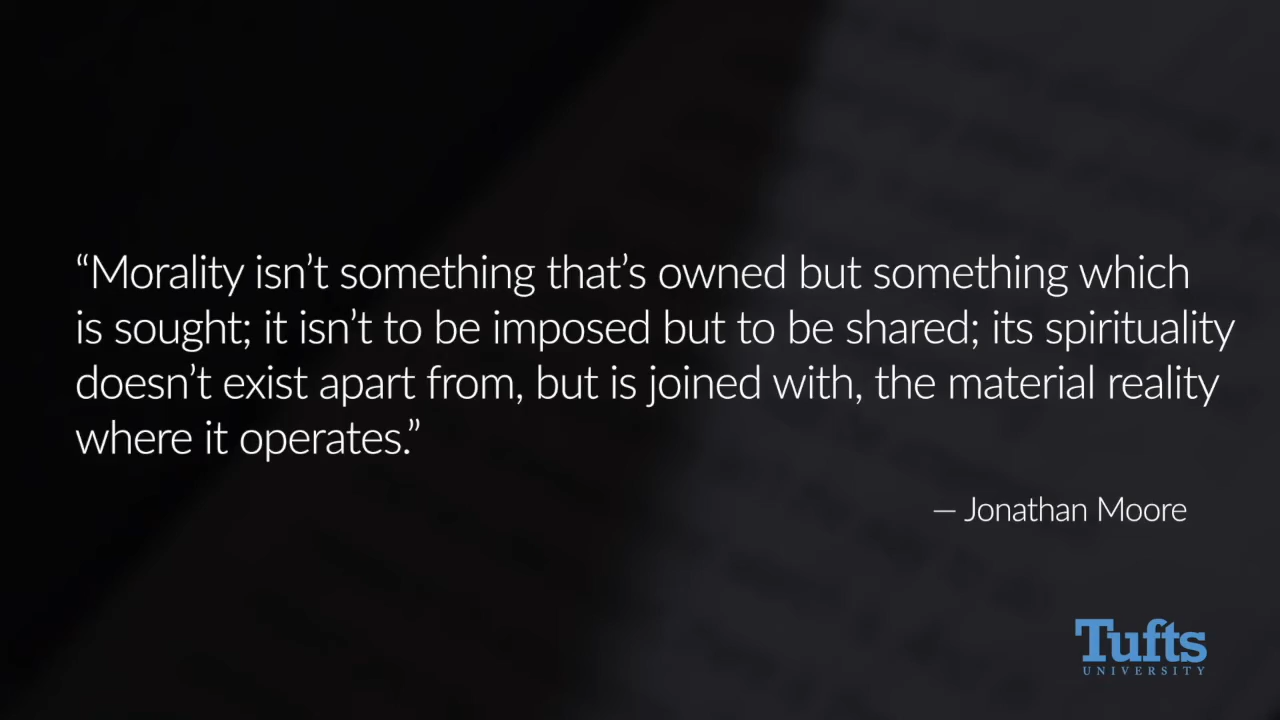 “Morality isn’t something that’s owned but something which
is sought; it isn’t to be imposed but to be shared; its spirituality
doesn’t exist apart from, but is joined with, the material reality
where it operates.”
— Jonathan Moore
Tufts
UNIVERSITY